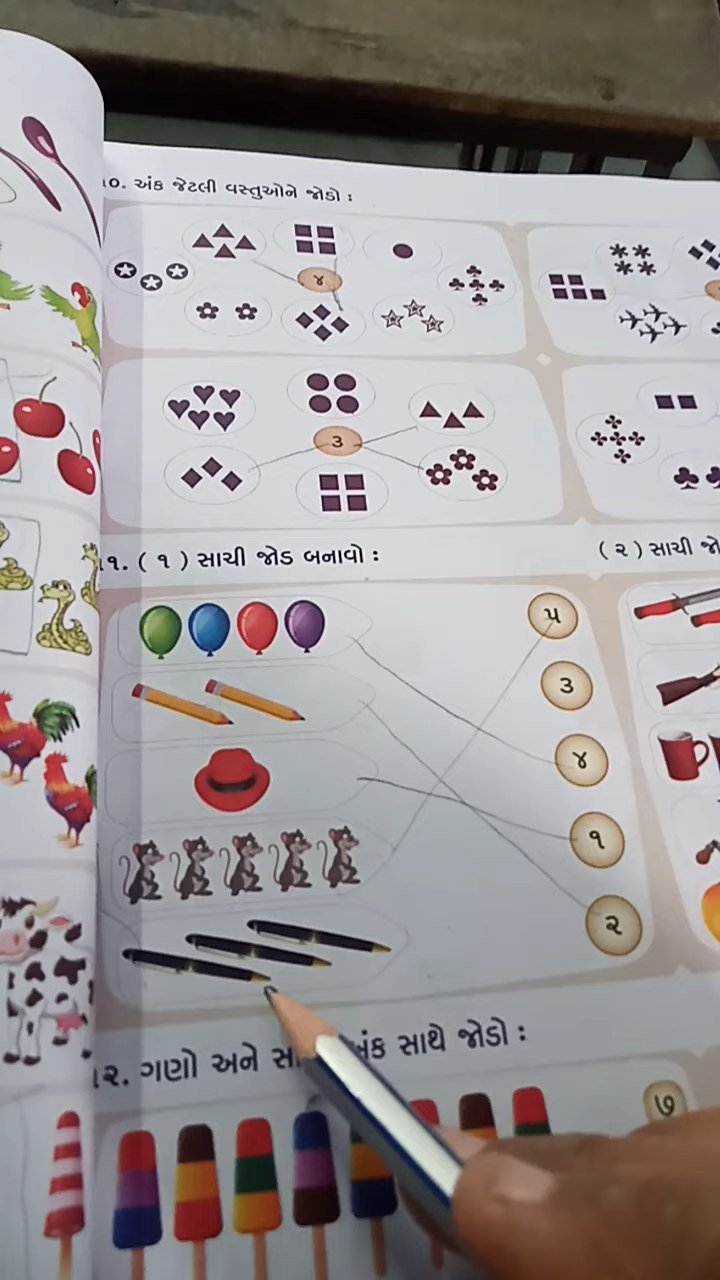 ૧૦. અંક જેટલી વસ્તુઓને જોડો :
૪
૩
૧૧. ( ૧ ) સાચી જોડ બનાવો :
( ૨ ) સાચી
૫
૩
૪
૧
૨
૧૨. ગણો અને અંક સાથે જોડો :
૭